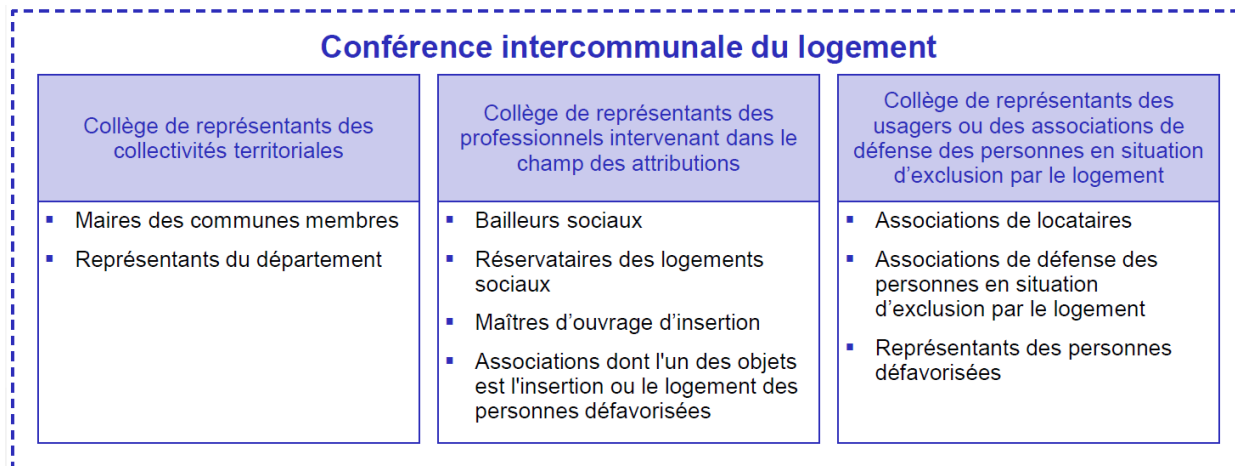 Conférence intercommunale du logement
Collège de représentants des
collectivités territoriales
▪ Maires des communes membres
▪ Représentants du département
Collège de représentants des
professionnels intervenant dans le
champ des attributions
▪ Bailleurs sociaux
▪ Réservataires des logements
sociaux
▪ Maîtres d’ouvrage d’insertion
▪ Associations dont l'un des objets
est l'insertion ou le logement des
personnes défavorisées
Collège de représentants des
usagers ou des associations de
défense des personnes en situation
d’exclusion par le logement
▪ Associations de locataires
▪ Associations de défense des
personnes en situation
d’exclusion par le logement
▪ Représentants des personnes
défavorisées